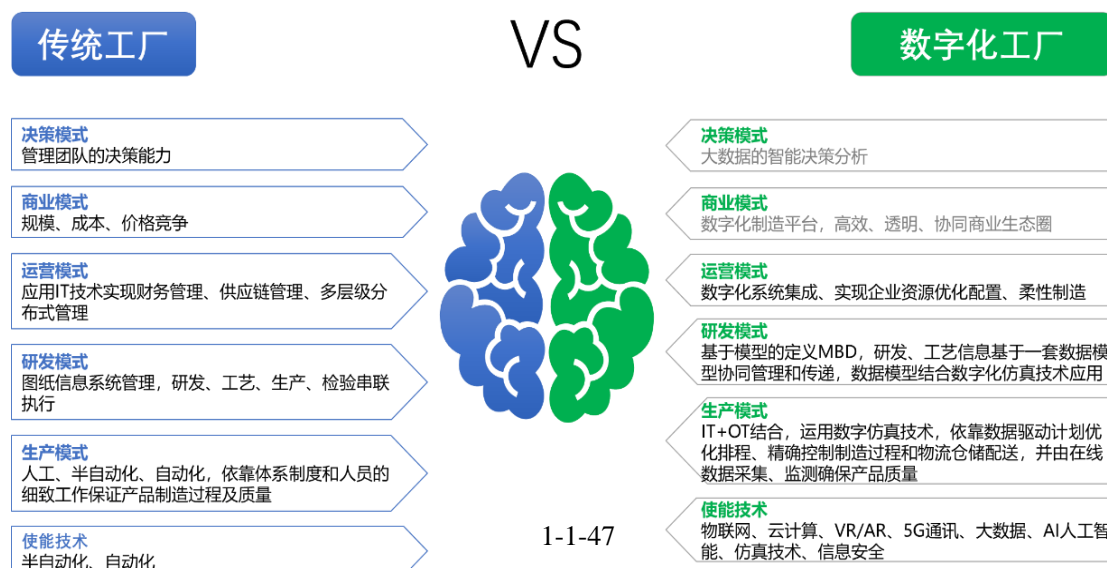 传统工厂
VS
数字化工厂
决策模式
管理团队的决策能力
商业模式
规模、成本、价格竞争
运营模式
应用IT技术实现财务管理、供应链管理、多层级分
布式管理
研发模式
图纸信息系统管理，研发、工艺、生产、检验串联
执行
生产模式
人工、半自动化、自动化，依靠体系制度和人员的
细致工作保证产品制造过程及质量
使能技术
半自动化、自动化
决策模式
大数据的智能决策分析
商业模式
数字化制造平台，高效、透明、协同商业生态圈
运营模式
数字化系统集成、实现企业资源优化配置、柔性制造
研发模式
基于模型的定义MBD，研发、工艺信息基于一套数据模
型协同管理和传递，数据模型结合数字化仿真技术应用
生产模式
IT+OT结合，运用数字仿真技术，依靠数据驱动计划优
化排程、精确控制制造过程和物流仓储配送，并由在线
数据采集、监测确保产品质量
使能技术
物联网、云计算、VR/AR、5G通讯、大数据、AI人工智
能、仿真技术、信息安全
1-1-47